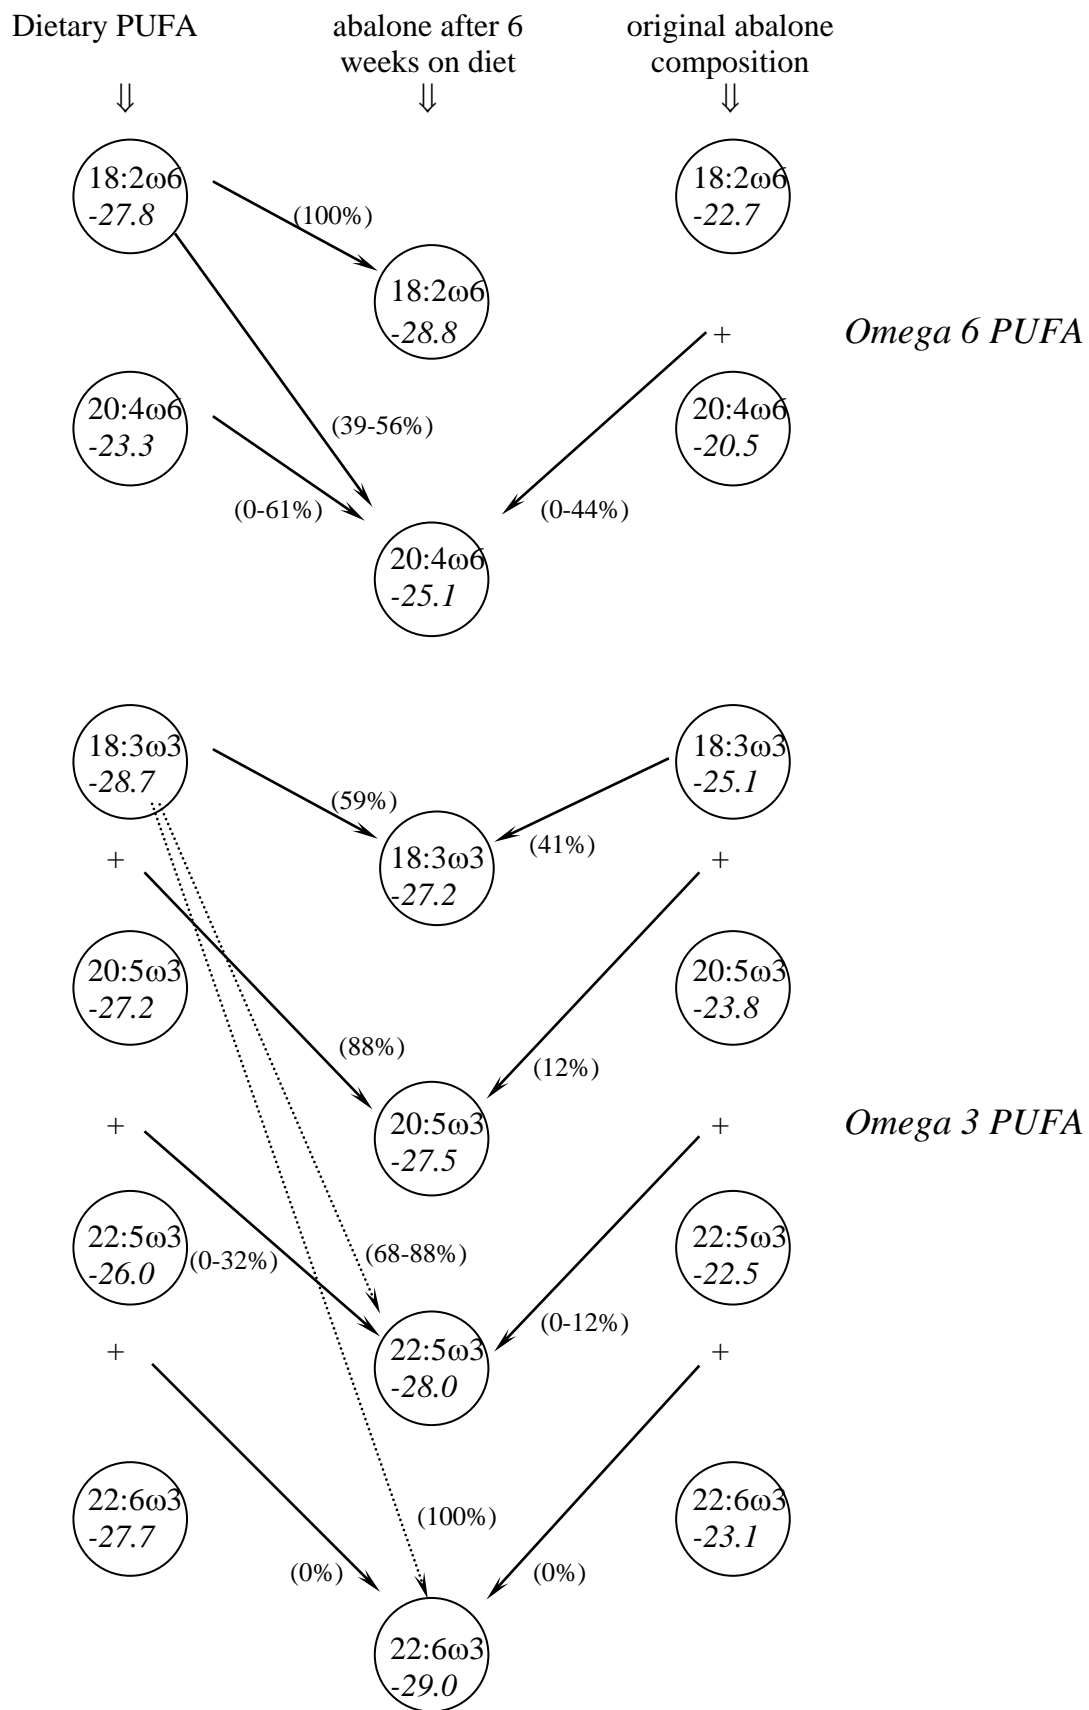 Dietary PUFA
abalone after 6
weeks on diet
original abalone
composition
⇓
⇓
⇓
18:2ω6
-27.8
18:2ω6
-22.7
(100%)
18:2ω6
-28.8
+
Omega 6 PUFA
20:4ω6
-23.3
20:4ω6
-20.5
(39-56%)
(0-61%)
(0-44%)
20:4ω6
-25.1
18:3ω3
-28.7
18:3ω3
-25.1
(59%)
(41%)
18:3ω3
-27.2
+
+
20:5ω3
-27.2
20:5ω3
-23.8
(88%)
(12%)
20:5ω3
-27.5
+
+
Omega 3 PUFA
22:5ω3
-26.0
22:5ω3
-22.5
(0-32%)
(68-88%)
(0-12%)
22:5ω3
-28.0
+
+
22:6ω3
-27.7
22:6ω3
-23.1
(100%)
(0%)
(0%)
22:6ω3
-29.0